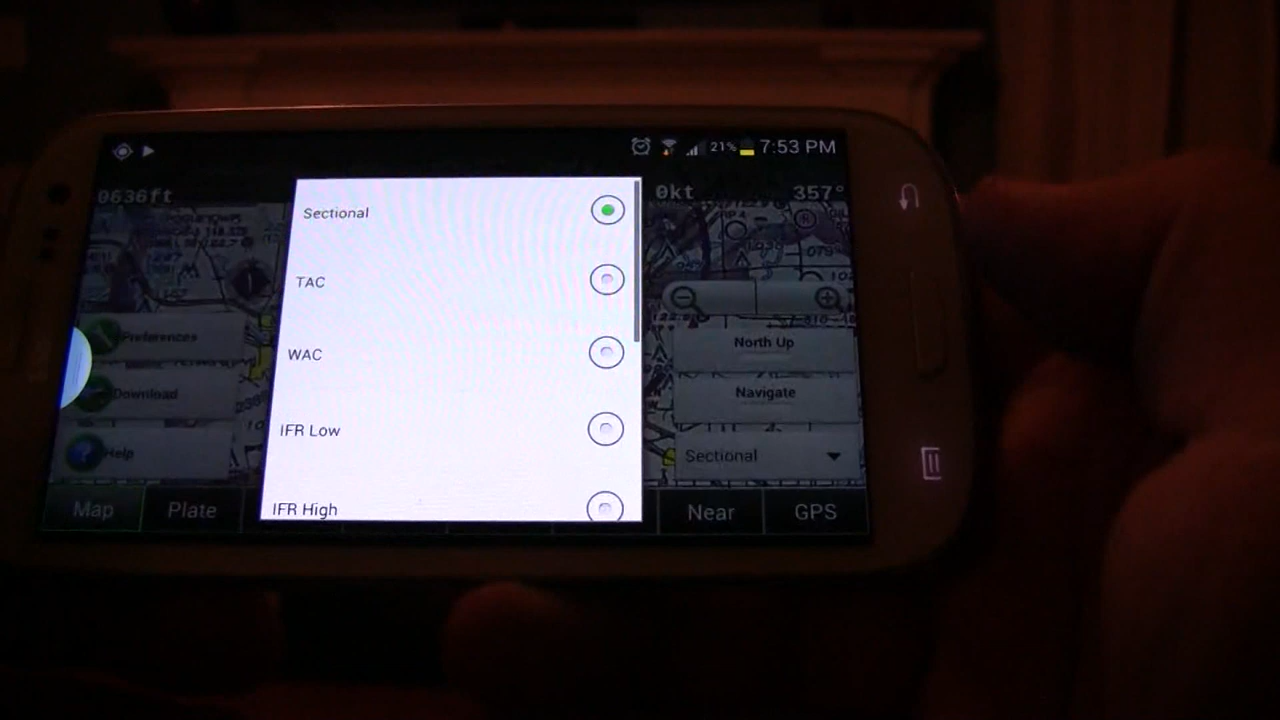 21% 7:53 PM
0636ft
0kt 357°
Sectional
TAC
WAC
IFR Low
IFR High
Preferences
Download
Help
North Up
Navigate
Sectional
Map Plate Near GPS